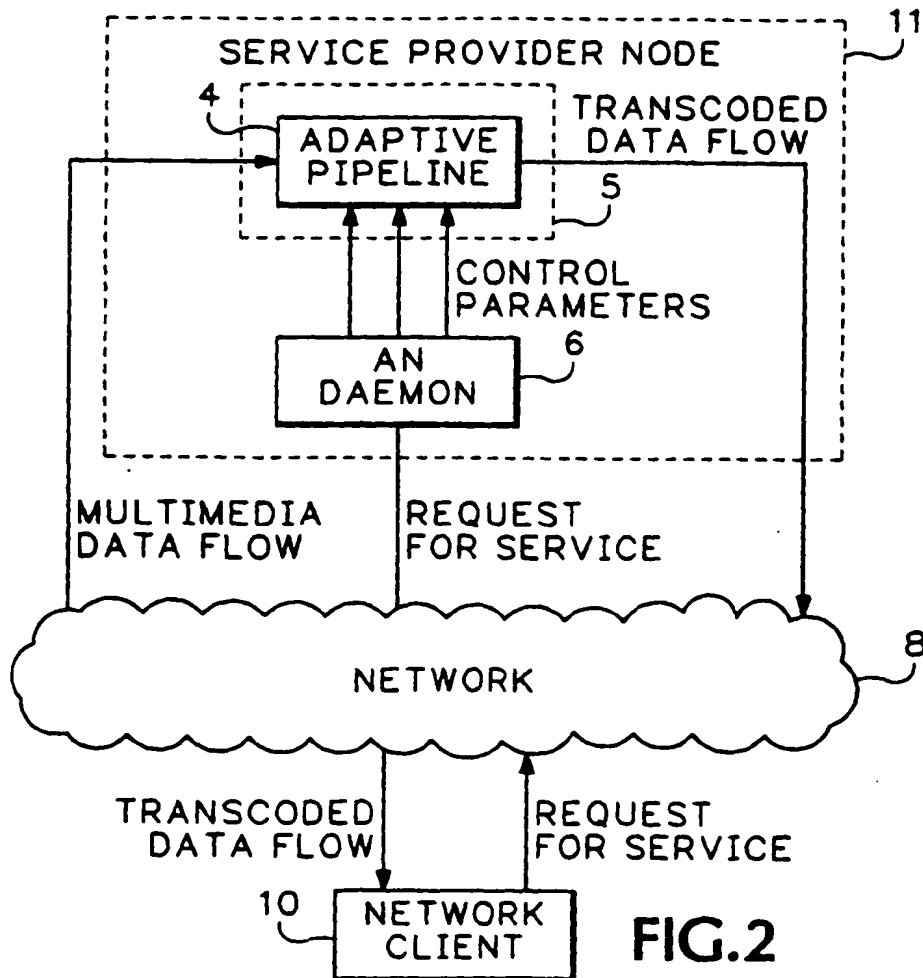 11
SERVICE PROVIDER NODE
4
ADAPTIVE
PIPELINE
TRANSCODED
DATA FLOW
5
CONTROL
PARAMETERS
6
AN
DAEMON
MULTIMEDIA
DATA FLOW
REQUEST
FOR SERVICE
NETWORK
8
TRANSCODED
DATA FLOW
REQUEST
FOR SERVICE
10
NETWORK
CLIENT
FIG.2